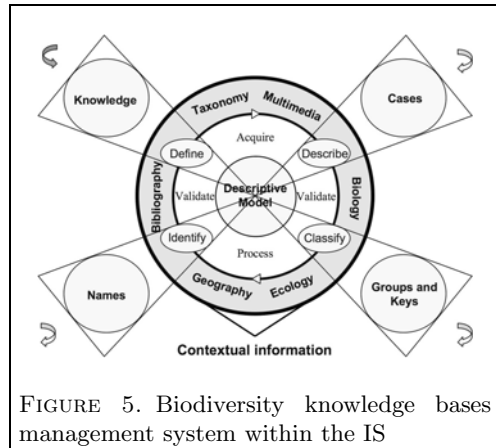 Knowledge
Cases
Taxonomy
Multimedia
Acquire
Define
Describe
Bibliography
Validate
Descriptive
Model
Validate
Biology
Identify
Classify
Process
Geography
Ecology
Names
Groups and
Keys
Contextual information
FIGURE 5. Biodiversity knowledge bases
management system within the IS